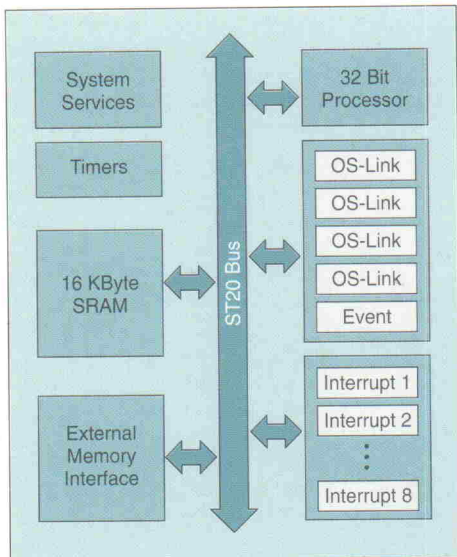 System
Services
Timers
16 KByte
SRAM
External
Memory
Interface
ST20 Bus
32 Bit
Processor
OS-Link
OS-Link
OS-Link
OS-Link
Event
Interrupt 1
Interrupt 2
Interrupt 8